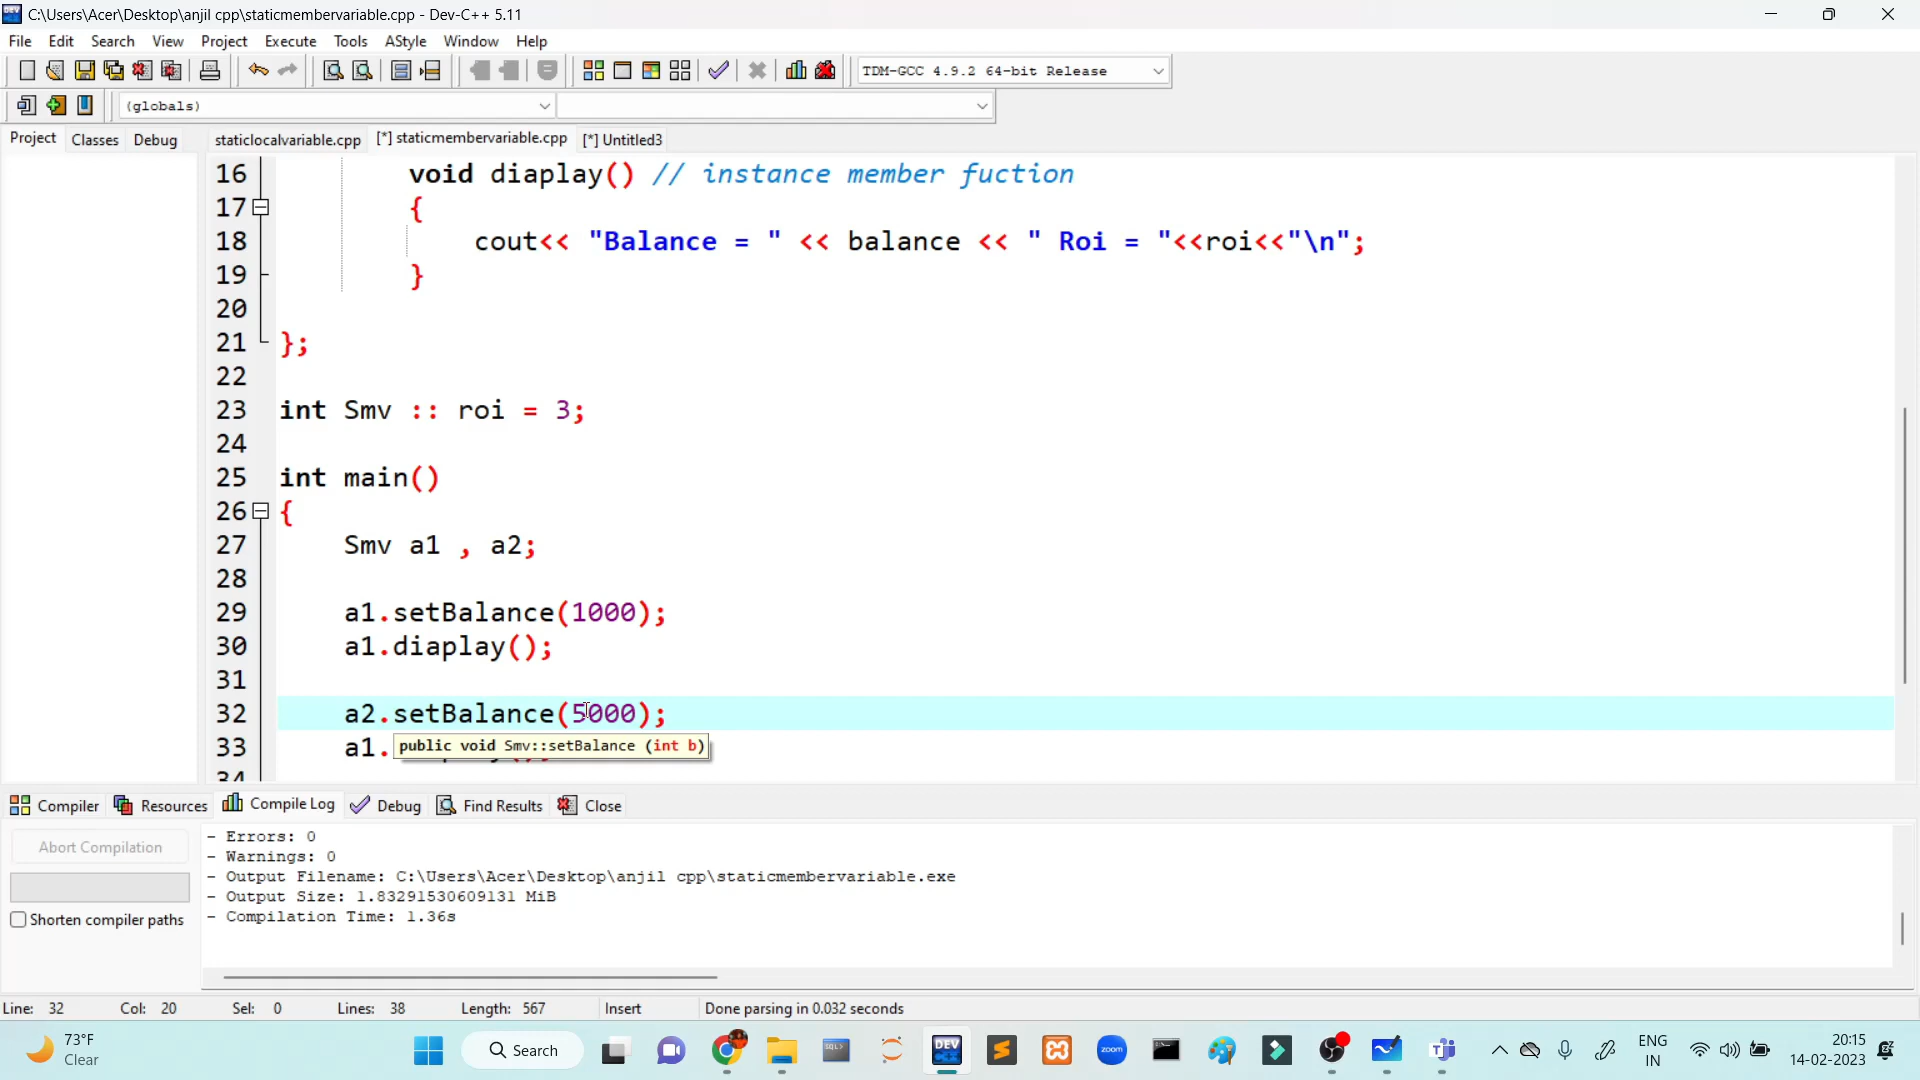 C:\Users\Acer\Desktop\anjil cpp\staticmembervariable.cpp - Dev-C++ 5.11
File Edit Search View Project Execute Tools AStyle Window Help
TDM-GCC 4.9.2 64-bit Release
(globals)
Project Classes Debug staticlocalvariable.cpp [*] staticmembervariable.cpp [*] Untitled3
16 void diaplay() // instance member fuction
17 {
18 cout<< "Balance = " << balance << " Roi = "<<roi<<"\n";
19 }
20
21 };
22
23 int Smv :: roi = 3;
24
25 int main()
26 {
27 Smv a1 , a2;
28
29 a1.setBalance(1000);
30 a1.diaplay();
31
32 a2.setBalance(5000);
33 a1.
public void Smv::setBalance (int b)
34
Compiler Resources Compile Log Debug Find Results Close
Abort Compilation
Shorten compiler paths
- Errors: 0
- Warnings: 0
- Output Filename: C:\Users\Acer\Desktop\anjil cpp\staticmembervariable.exe
- Output Size: 1.83291530609131 MiB
- Compilation Time: 1.36s
Line: 32 Col: 20 Sel: 0 Lines: 38 Length: 567 Insert Done parsing in 0.032 seconds
73°F
Clear
Search
SQL>
DEV
zoom
ENG
IN
20:15
14-02-2023